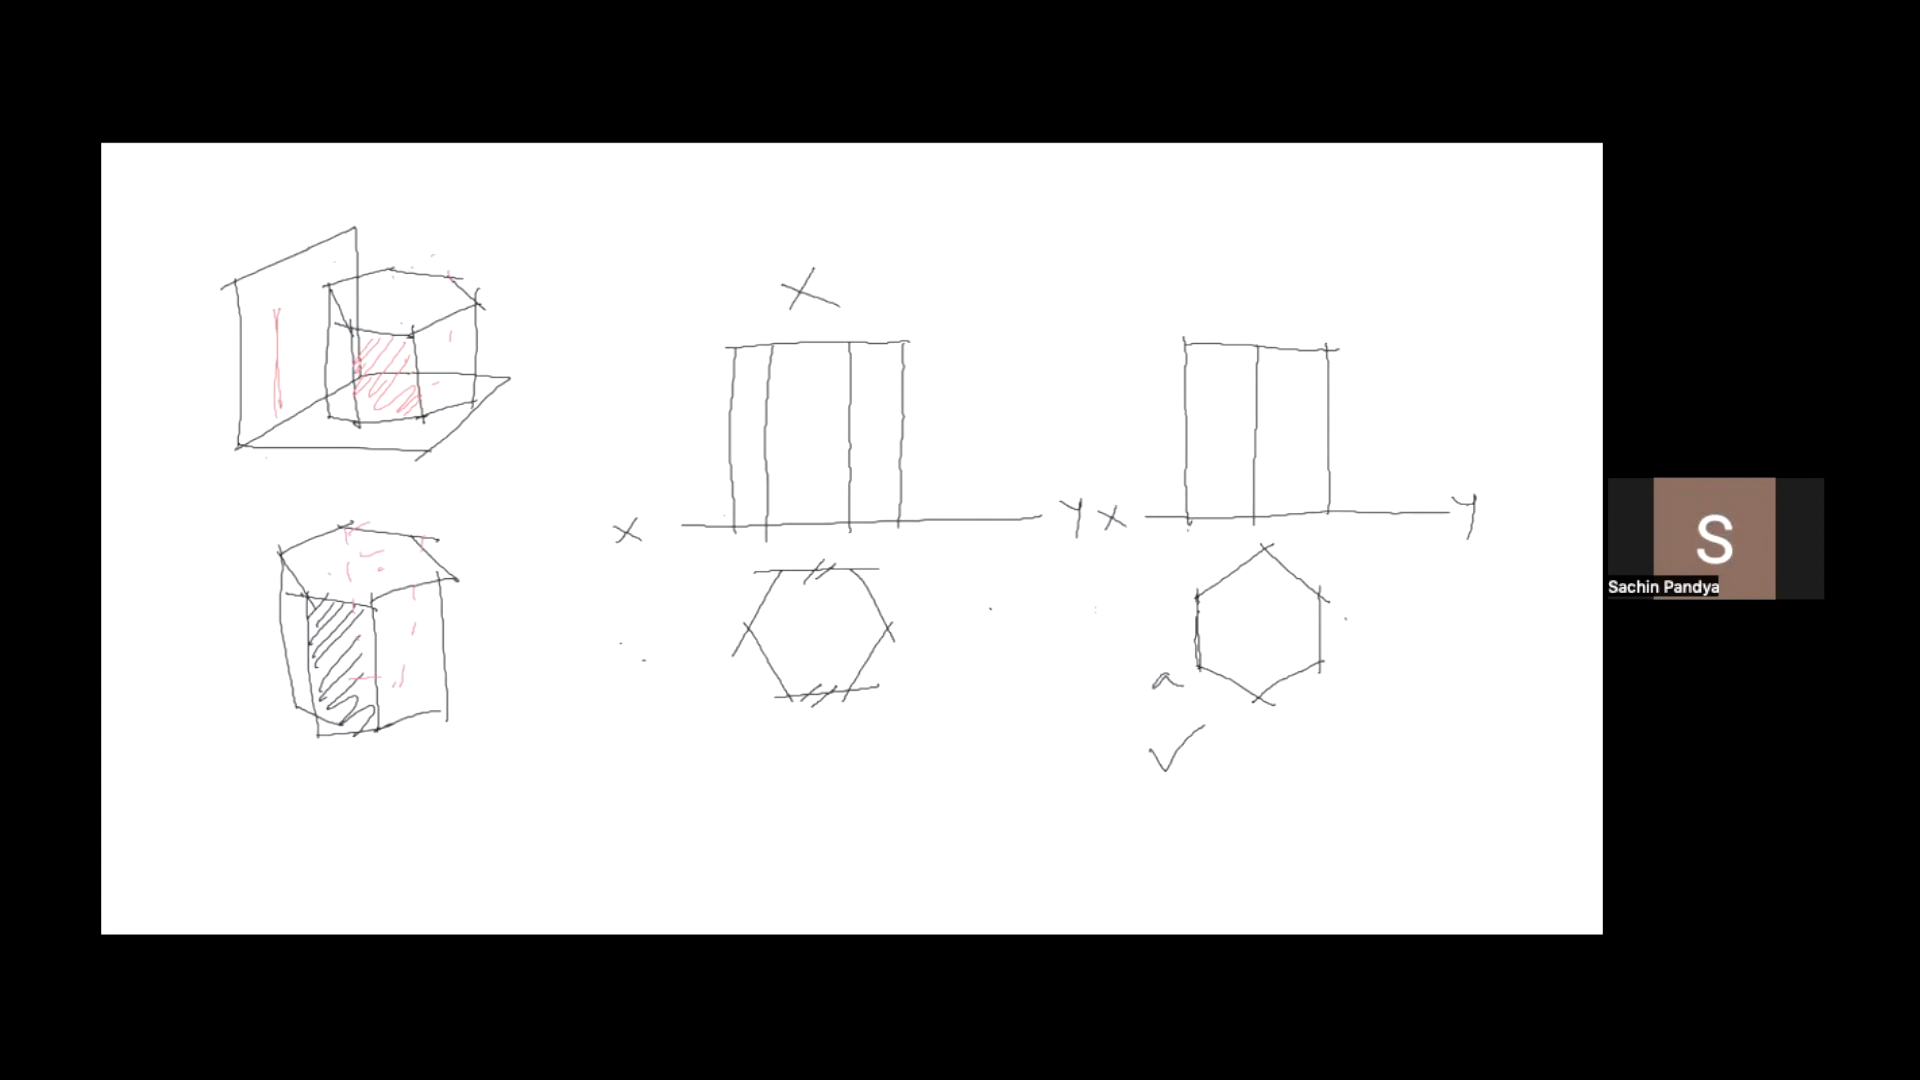 X
X Y
X Y
a
S
Sachin Pandya